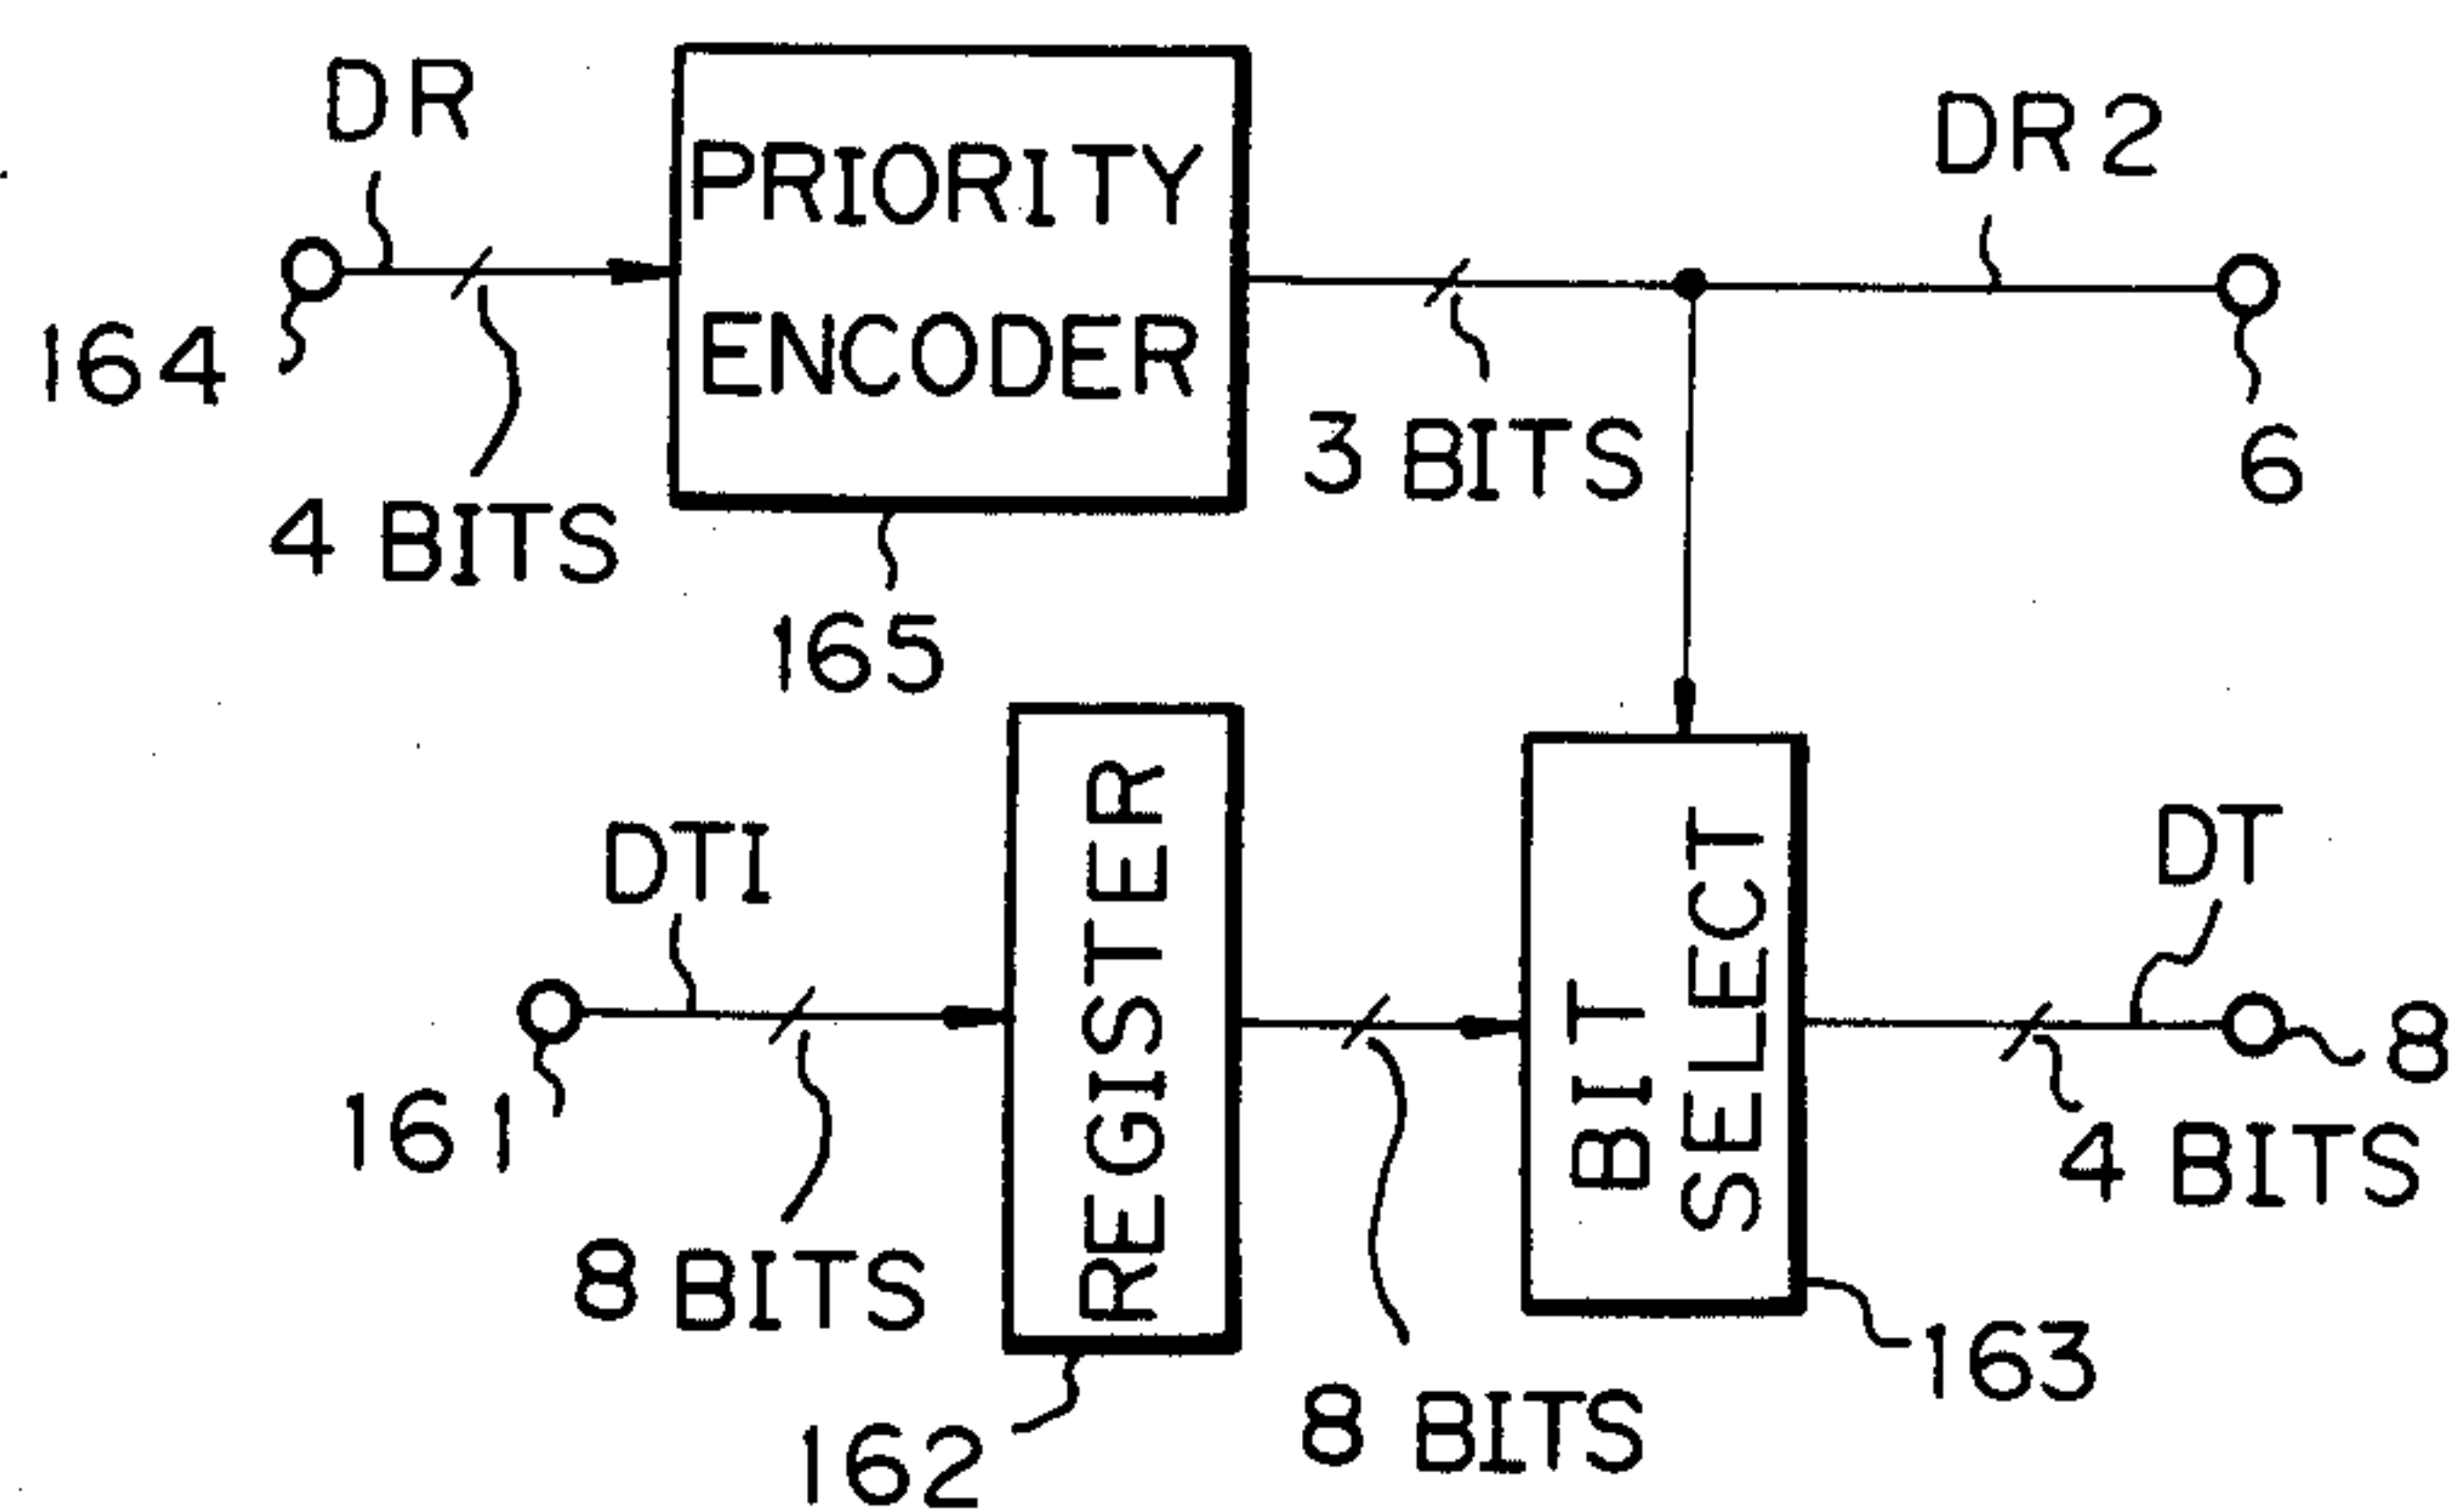 DR
PRIORITY
ENCODER
DR2
164
4 BITS
3 BITS
6
165
DTI
REGISTER
BIT
SELECT
DT
161
8 BITS
8
4 BITS
163
162
8 BITS